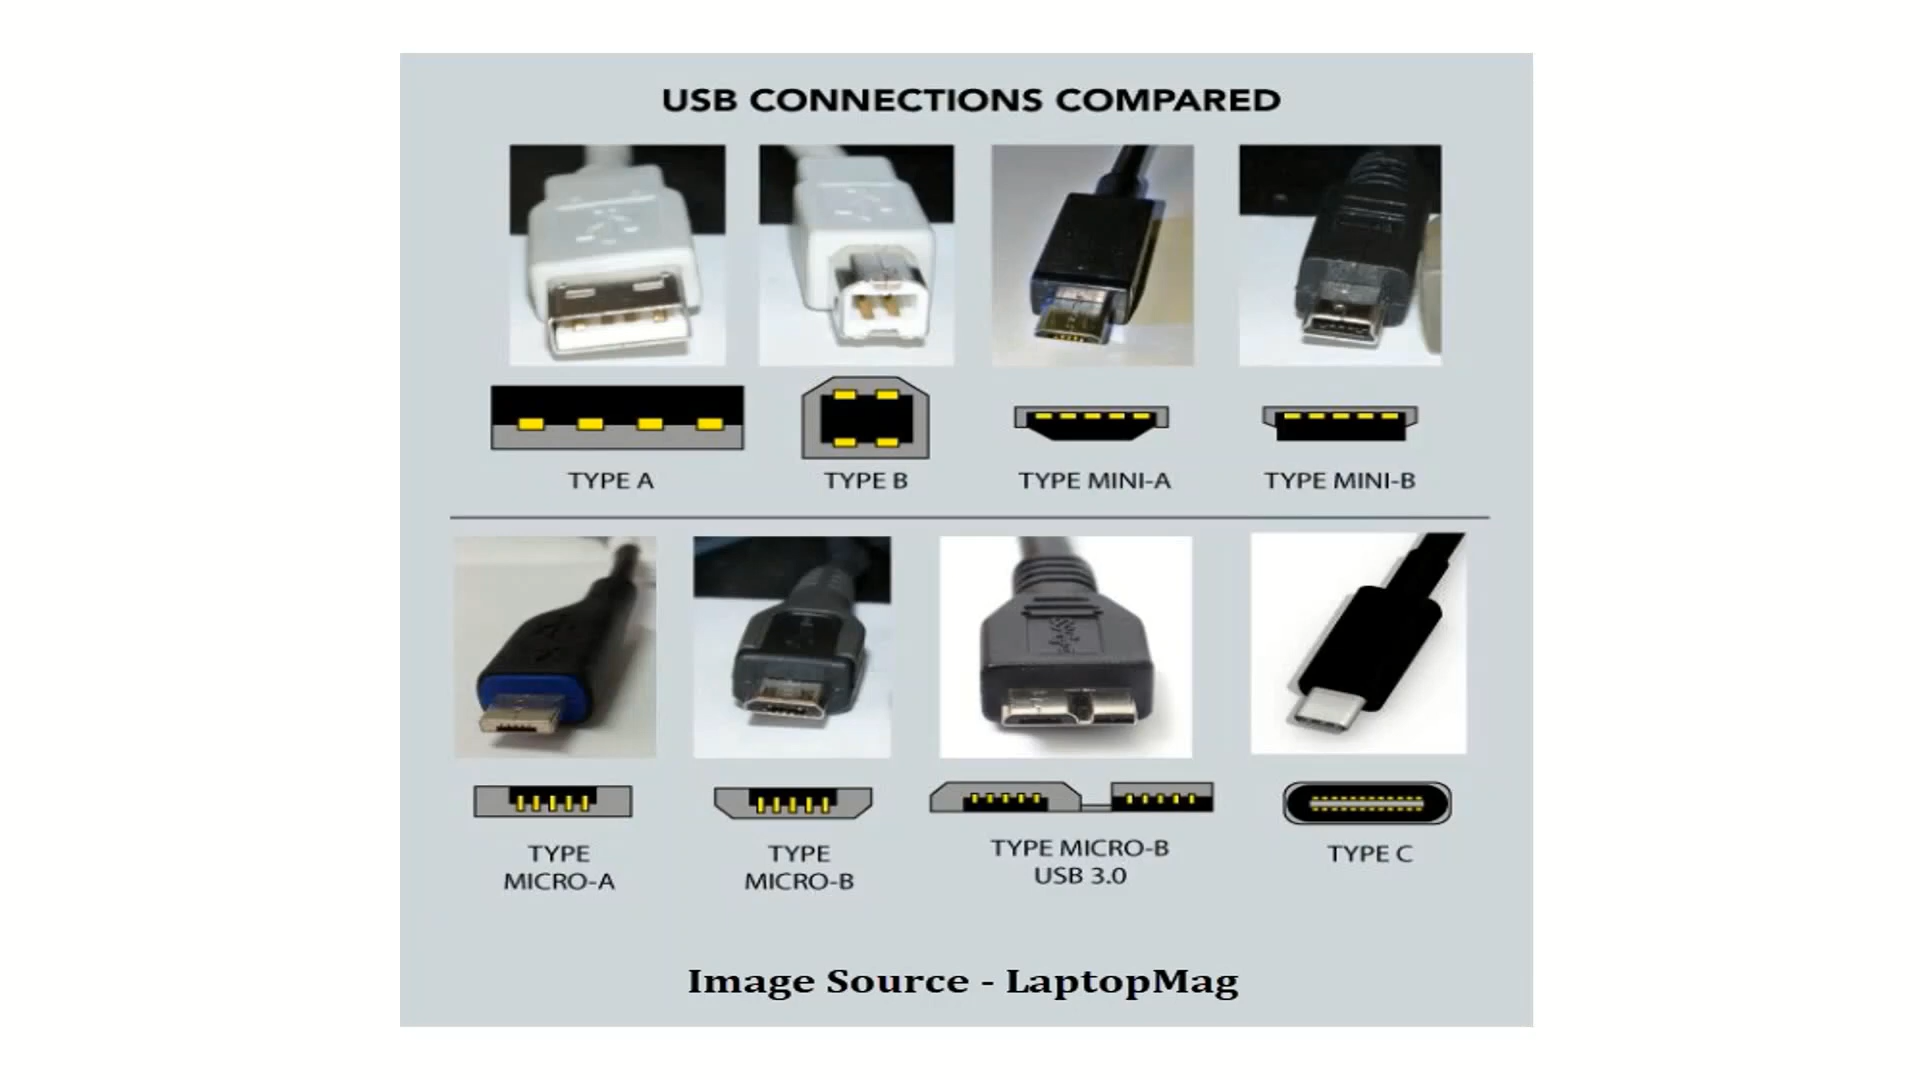 USB CONNECTIONS COMPARED
TYPE A
TYPE B
TYPE MINI-A
TYPE MINI-B
TYPE
MICRO-A
TYPE
MICRO-B
TYPE MICRO-B
USB 3.0
TYPE C
Image Source - LaptopMag